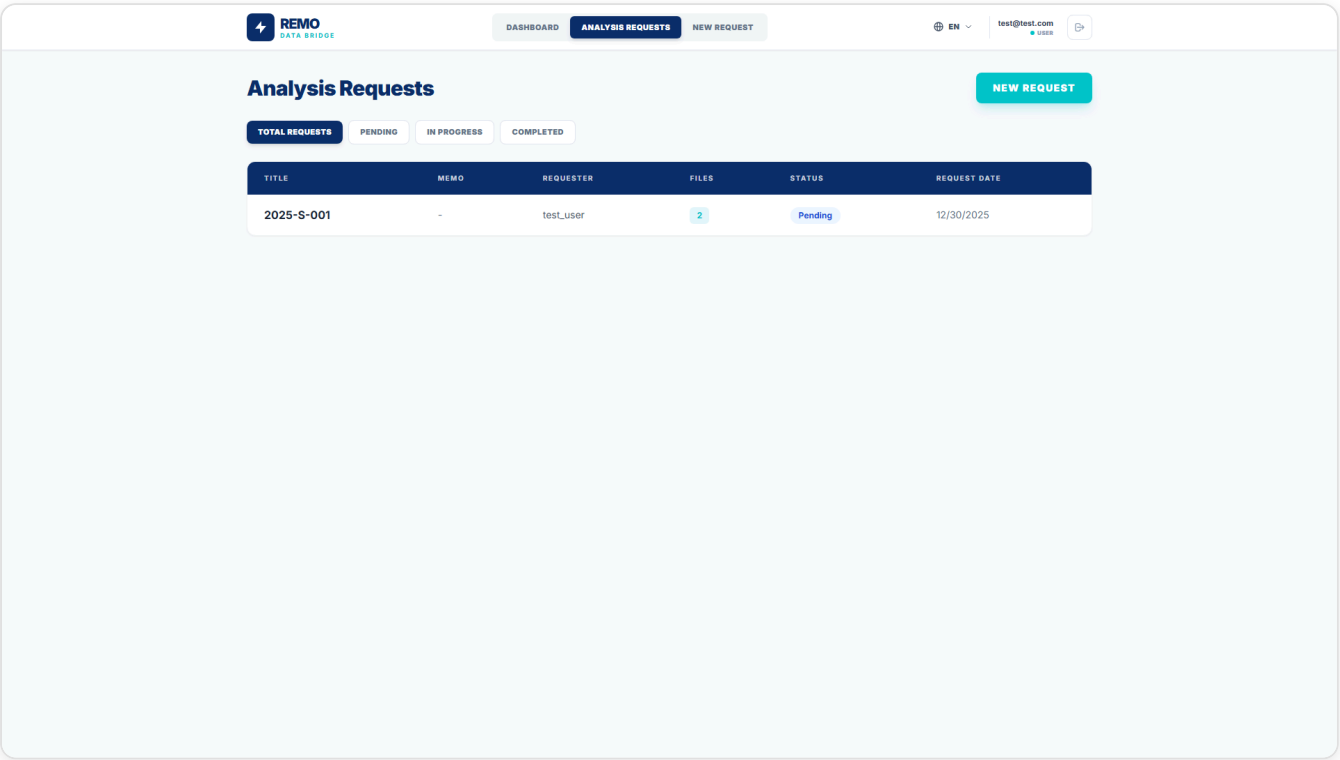 REMO
DATA BRIDGE
DASHBOARD ANALYSIS REQUESTS NEW REQUEST
EN
test@test.com
USER
Analysis Requests
NEW REQUEST
TOTAL REQUESTS PENDING IN PROGRESS COMPLETED
TITLE MEMO REQUESTER FILES STATUS REQUEST DATE
2025-S-001 - test_user 2 Pending 12/30/2025